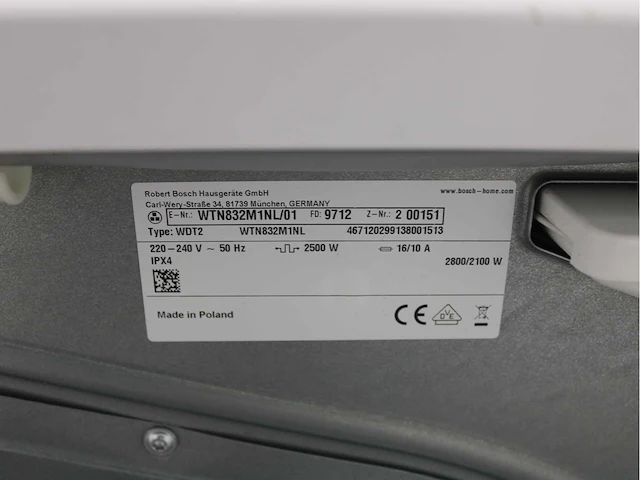 Robert Bosch Hausgeräte GmbH www.bosch-home.com
Carl-Wery-Straße 34, 81739 München, GERMANY
E-Nr.: WTN832M1NL/01 FD: 9712 Z-Nr.: 2 00151
Type: WDT2 WTN832M1NL 467120299138001513
220-240 V ~ 50 Hz 2500 W 16/10 A
IPX4 2800/2100 W
Made in Poland CE VDE